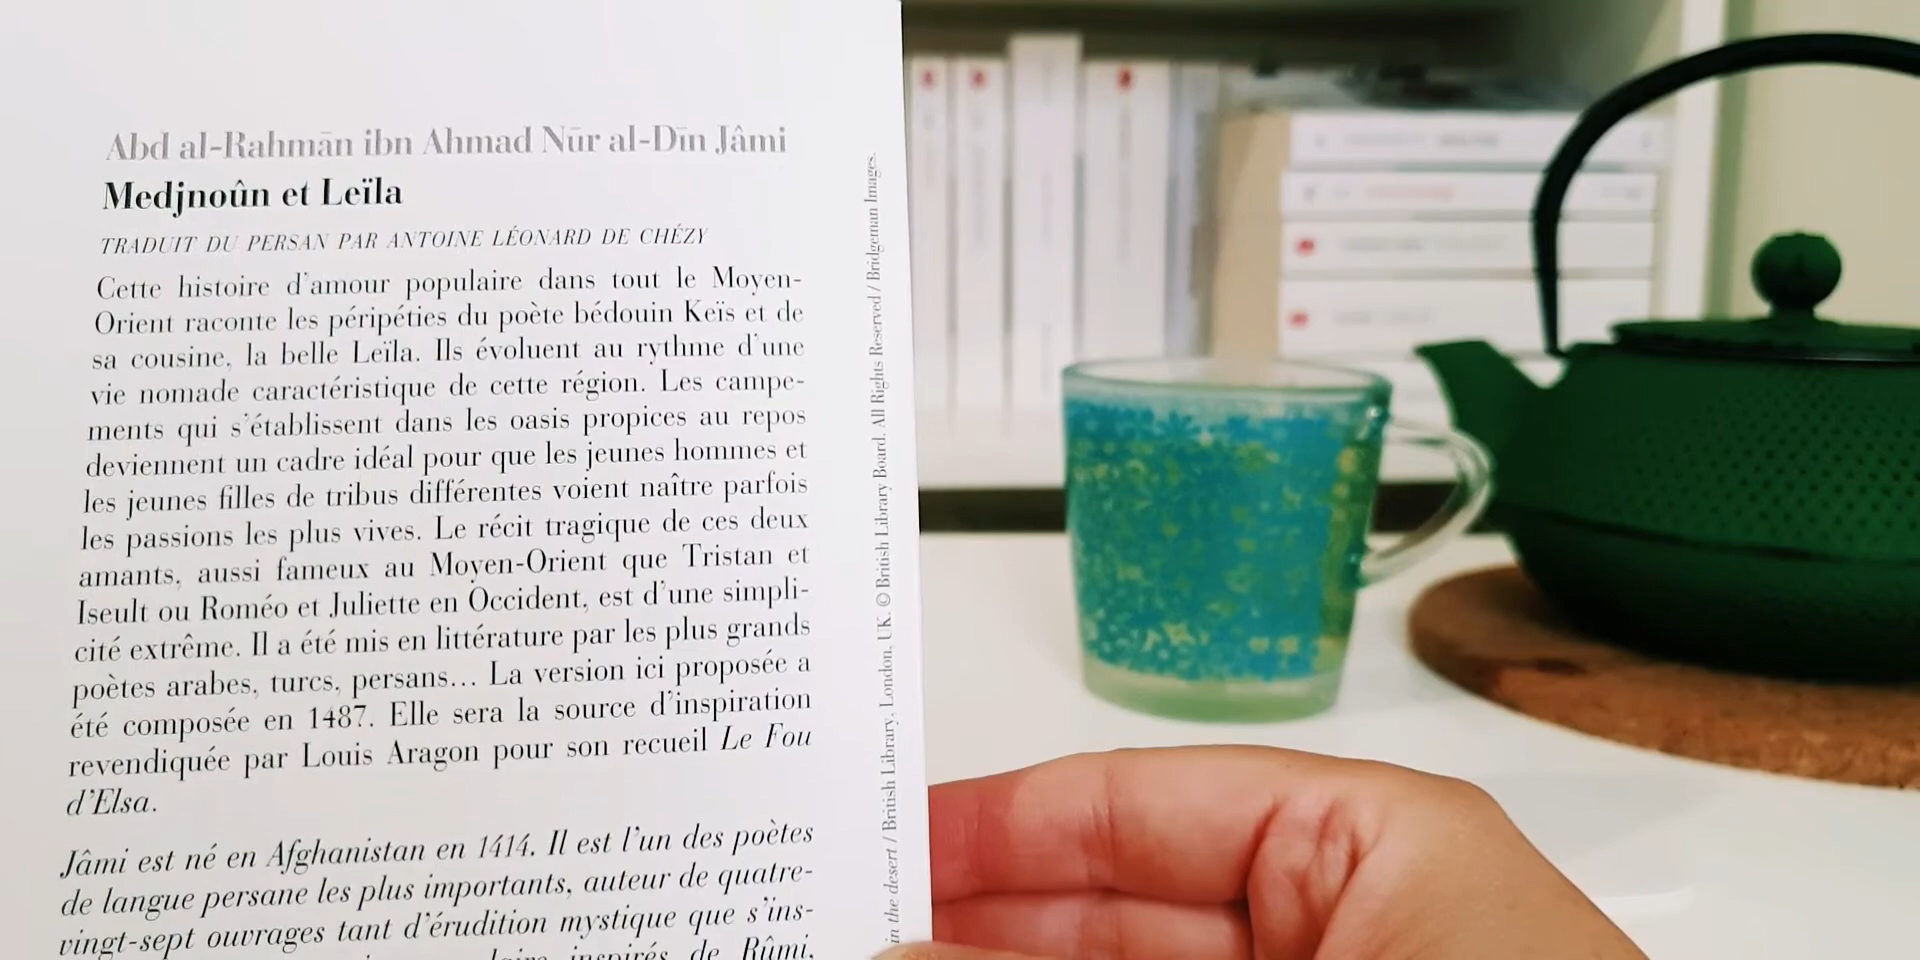 Abd al-Rahmān ibn Ahmad Nūr al-Dīn Jâmi
Medjnoûn et Leïla
TRADUIT DU PERSAN PAR ANTOINE LÉONARD DE CHÉZY
Cette histoire d'amour populaire dans tout le Moyen-
Orient raconte les péripéties du poète bédouin Keïs et de
sa cousine, la belle Leïla. Ils évoluent au rythme d'une
vie nomade caractéristique de cette région. Les campe-
ments qui s'établissent dans les oasis propices au repos
deviennent un cadre idéal pour que les jeunes hommes et
les jeunes filles de tribus différentes voient naître parfois
les passions les plus vives. Le récit tragique de ces deux
amants, aussi fameux au Moyen-Orient que Tristan et
Iseult ou Roméo et Juliette en Occident, est d'une simpli-
cité extrême. Il a été mis en littérature par les plus grands
poètes arabes, turcs, persans... La version ici proposée a
été composée en 1487. Elle sera la source d'inspiration
revendiquée par Louis Aragon pour son recueil Le Fou
d'Elsa.
Jâmi est né en Afghanistan en 1414. Il est l'un des poètes
de langue persane les plus importants, auteur de quatre-
vingt-sept ouvrages tant d'érudition mystique que s'ins-
inspirés de Rûmi,
in the desert / British Library, London, UK. © British Library Board. All Rights Reserved / Bridgeman Images.